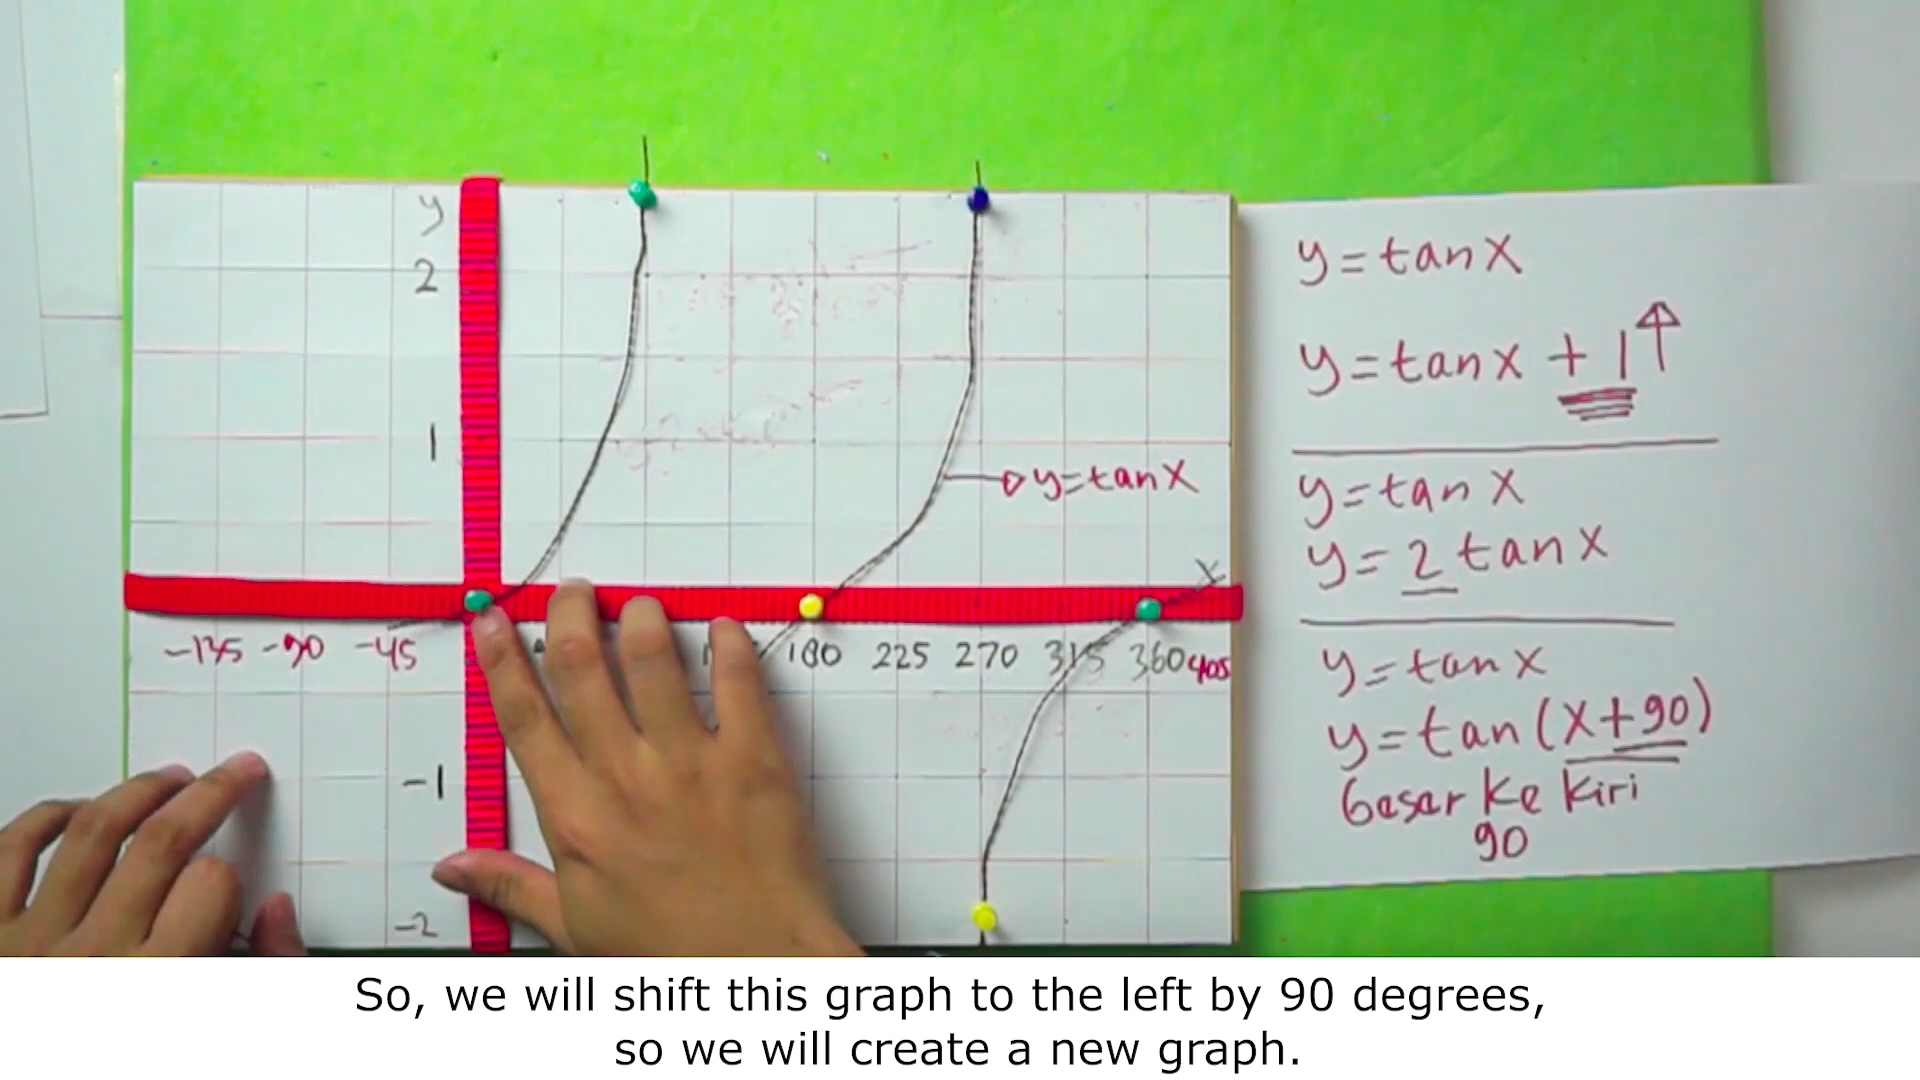 y
2
1
y=tanx
x
-135 -90 -45
180 225 270 315 360 405
-1
-2
y=tanx
y=tanx+1
y=tanx
y=2tanx
y=tanx
y=tan(x+90)
Gesar ke kiri
90
So, we will shift this graph to the left by 90 degrees,
so we will create a new graph.